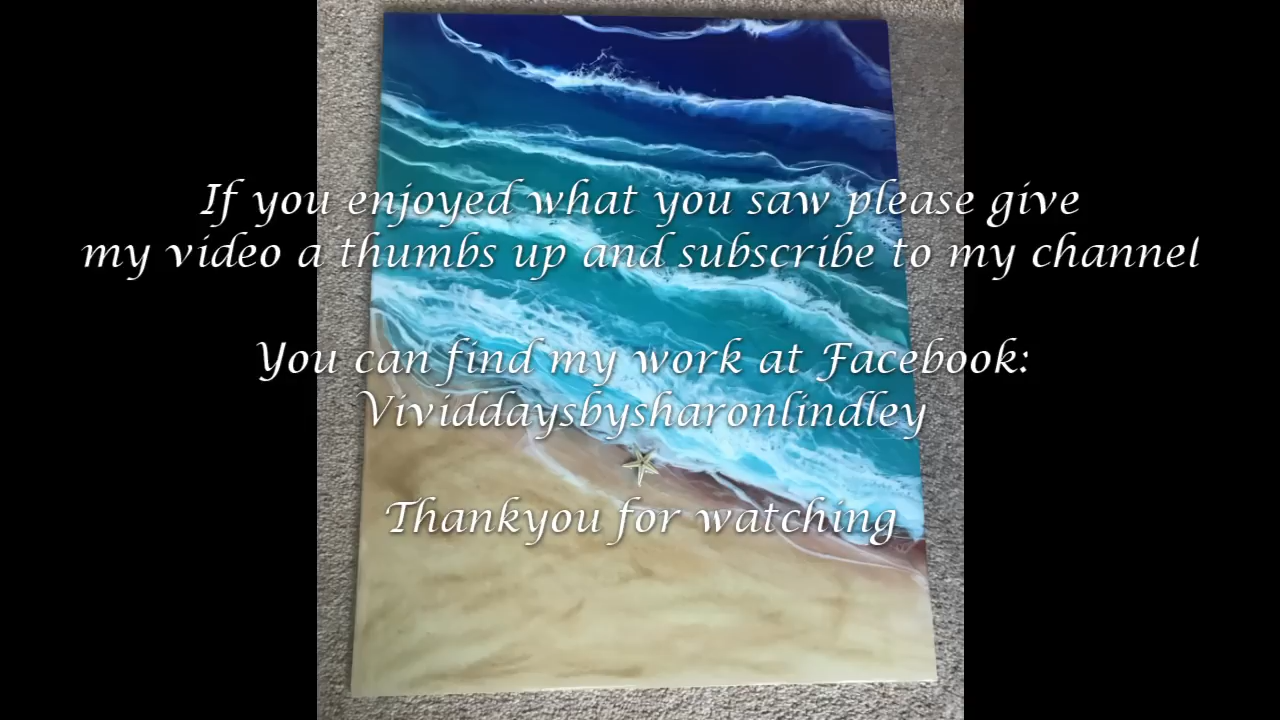 If you enjoyed what you saw please give
my video a thumbs up and subscribe to my channel
You can find my work at Facebook:
Vividdaysbysharonlindley
Thankyou for watching